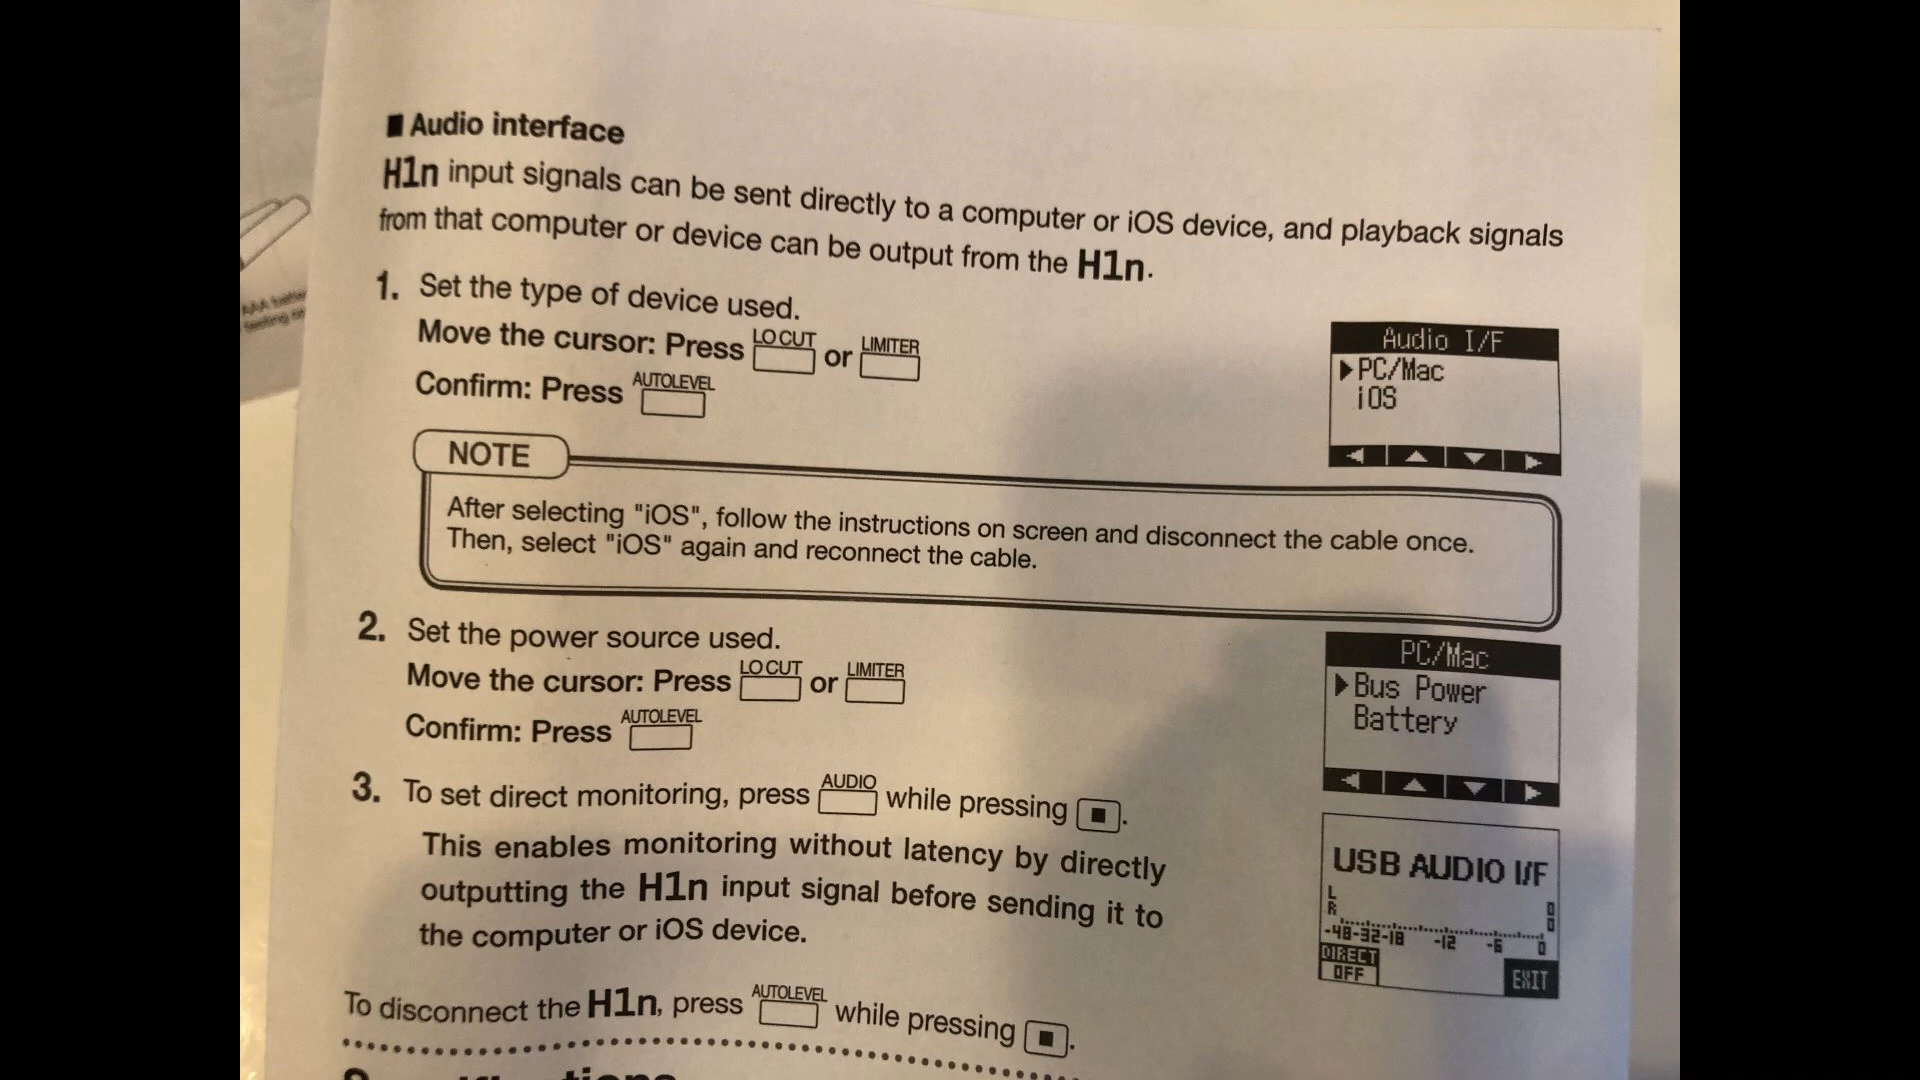 ■ Audio interface
H1n input signals can be sent directly to a computer or iOS device, and playback signals
from that computer or device can be output from the H1n.
1. Set the type of device used.
Move the cursor: Press LO CUT or LIMITER
Confirm: Press AUTOLEVEL
Audio I/F
▶PC/Mac
iOS
NOTE
After selecting "iOS", follow the instructions on screen and disconnect the cable once.
Then, select "iOS" again and reconnect the cable.
2. Set the power source used.
Move the cursor: Press LO CUT or LIMITER
Confirm: Press AUTOLEVEL
PC/Mac
▶Bus Power
Battery
3. To set direct monitoring, press AUDIO while pressing ■.
This enables monitoring without latency by directly
outputting the H1n input signal before sending it to
the computer or iOS device.
USB AUDIO I/F
L
R
0
0
-48-32-18 -12 -6 0
DIRECT
OFF
EXIT
To disconnect the H1n, press AUTOLEVEL while pressing ■.
AAA